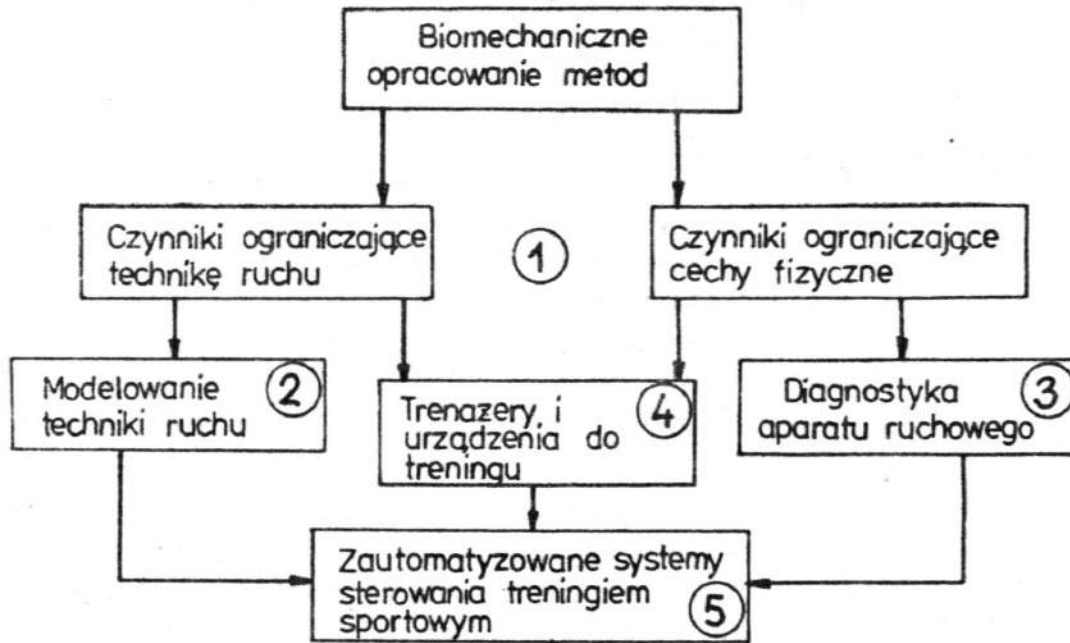 Biomechaniczne
opracowanie metod
Czynniki ograniczające
technikę ruchu
1
Czynniki ograniczające
cechy fizyczne
Modelowanie
techniki ruchu
2
Trenażery i
urządzenia do
treningu
4
Diagnostyka
aparatu ruchowego
3
Zautomatyzowane systemy
sterowania treningiem
sportowym
5